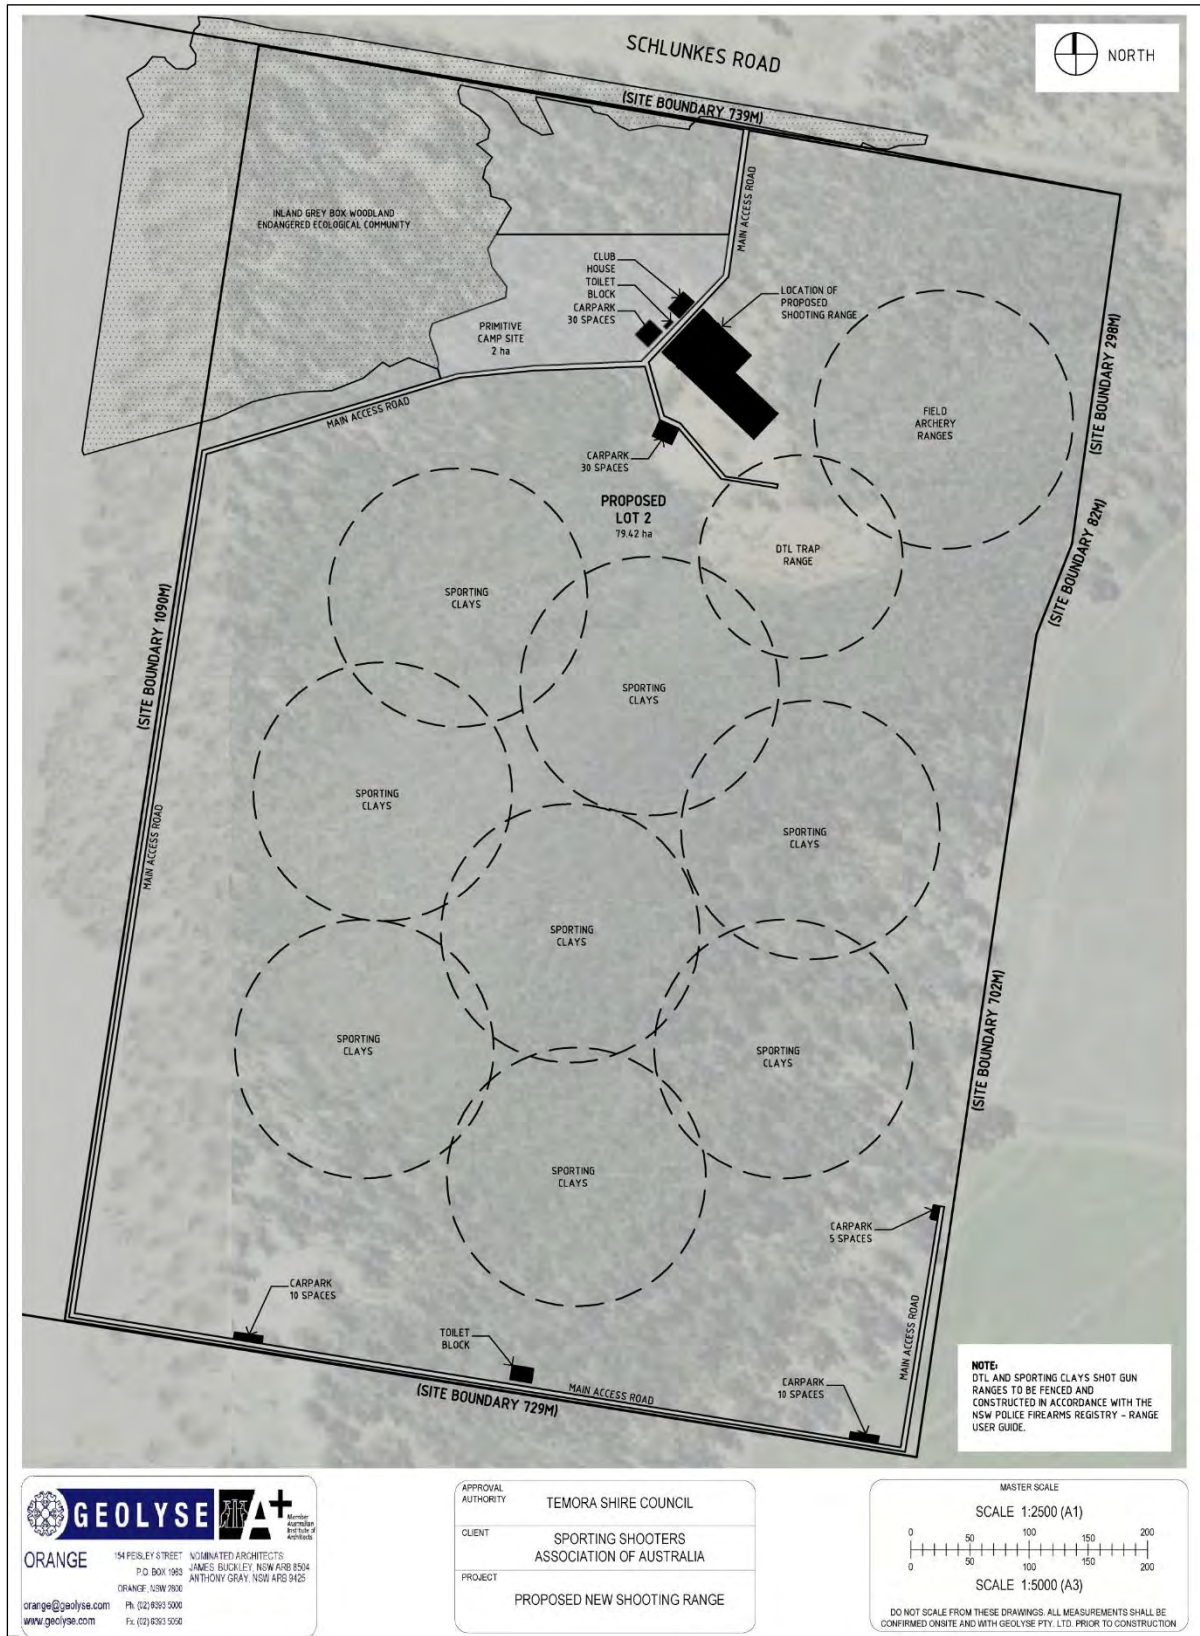 SCHLUNKES ROAD
NORTH
(SITE BOUNDARY 739M)
MAIN ACCESS ROAD
INLAND GREY BOX WOODLAND
ENDANGERED ECOLOGICAL COMMUNITY
CLUB
HOUSE
TOILET
BLOCK
CARPARK
30 SPACES
LOCATION OF
PROPOSED
SHOOTING RANGE
PRIMITIVE
CAMP SITE
2 ha
(SITE BOUNDARY 298M)
MAIN ACCESS ROAD
FIELD
ARCHERY
RANGES
CARPARK
30 SPACES
PROPOSED
LOT 2
79.42 ha
DTL TRAP
RANGE
(SITE BOUNDARY 82M)
SPORTING
CLAYS
(SITE BOUNDARY 1090M)
SPORTING
CLAYS
SPORTING
CLAYS
SPORTING
CLAYS
MAIN ACCESS ROAD
SPORTING
CLAYS
(SITE BOUNDARY 702M)
SPORTING
CLAYS
SPORTING
CLAYS
SPORTING
CLAYS
CARPARK
5 SPACES
CARPARK
10 SPACES
TOILET
BLOCK
MAIN ACCESS ROAD
(SITE BOUNDARY 729M)
MAIN ACCESS ROAD
CARPARK
10 SPACES
NOTE:
DTL AND SPORTING CLAYS SHOT GUN
RANGES TO BE FENCED AND
CONSTRUCTED IN ACCORDANCE WITH THE
NSW POLICE FIREARMS REGISTRY - RANGE
USER GUIDE.
GEOLYSE
A+
Member
Australian
Institute of
Architects
ORANGE
154 PEISLEY STREET
P.O. BOX 1963
ORANGE, NSW 2800
NOMINATED ARCHITECTS
JAMES BUCKLEY, NSW ARB 8504
ANTHONY GRAY, NSW ARB 9425
orange@geolyse.com
www.geolyse.com
Ph. (02) 6393 5000
Fx. (02) 6393 5050
APPROVAL
AUTHORITY
TEMORA SHIRE COUNCIL
CLIENT
SPORTING SHOOTERS
ASSOCIATION OF AUSTRALIA
PROJECT
PROPOSED NEW SHOOTING RANGE
MASTER SCALE
SCALE 1:2500 (A1)
0 50 100 150 200
0 50 100 150 200
SCALE 1:5000 (A3)
DO NOT SCALE FROM THESE DRAWINGS. ALL MEASUREMENTS SHALL BE
CONFIRMED ONSITE AND WITH GEOLYSE PTY. LTD. PRIOR TO CONSTRUCTION